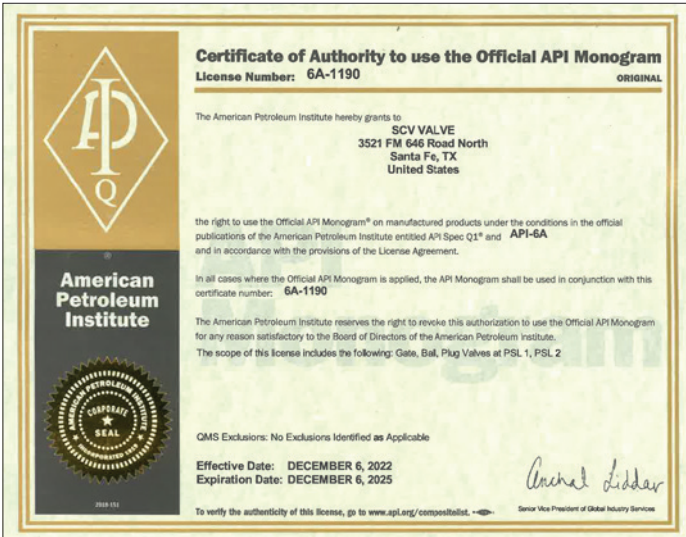 Certificate of Authority to use the Official API Monogram
License Number: 6A-1190
ORIGINAL
The American Petroleum Institute hereby grants to
SCV VALVE
3521 FM 646 Road North
Santa Fe, TX
United States
the right to use the Official API Monogram® on manufactured products under the conditions in the official
publications of the American Petroleum Institute entitled API Spec Q1® and API-6A
and in accordance with the provisions of the License Agreement.
In all cases where the Official API Monogram is applied, the API Monogram shall be used in conjunction with this
certificate number: 6A-1190
The American Petroleum Institute reserves the right to revoke this authorization to use the Official API Monogram
for any reason satisfactory to the Board of Directors of the American Petroleum Institute.
The scope of this license includes the following: Gate, Ball, Plug Valves at PSL 1, PSL 2
QMS Exclusions: No Exclusions Identified as Applicable
Effective Date: DECEMBER 6, 2022
Expiration Date: DECEMBER 6, 2025
To verify the authenticity of this license, go to www.api.org/compositelist.
Senior Vice President of Global Industry Services
API
Q
®
American
Petroleum
Institute
AMERICAN PETROLEUM INSTITUTE
CORPORATE
SEAL
INCORPORATED 1919
2010-151